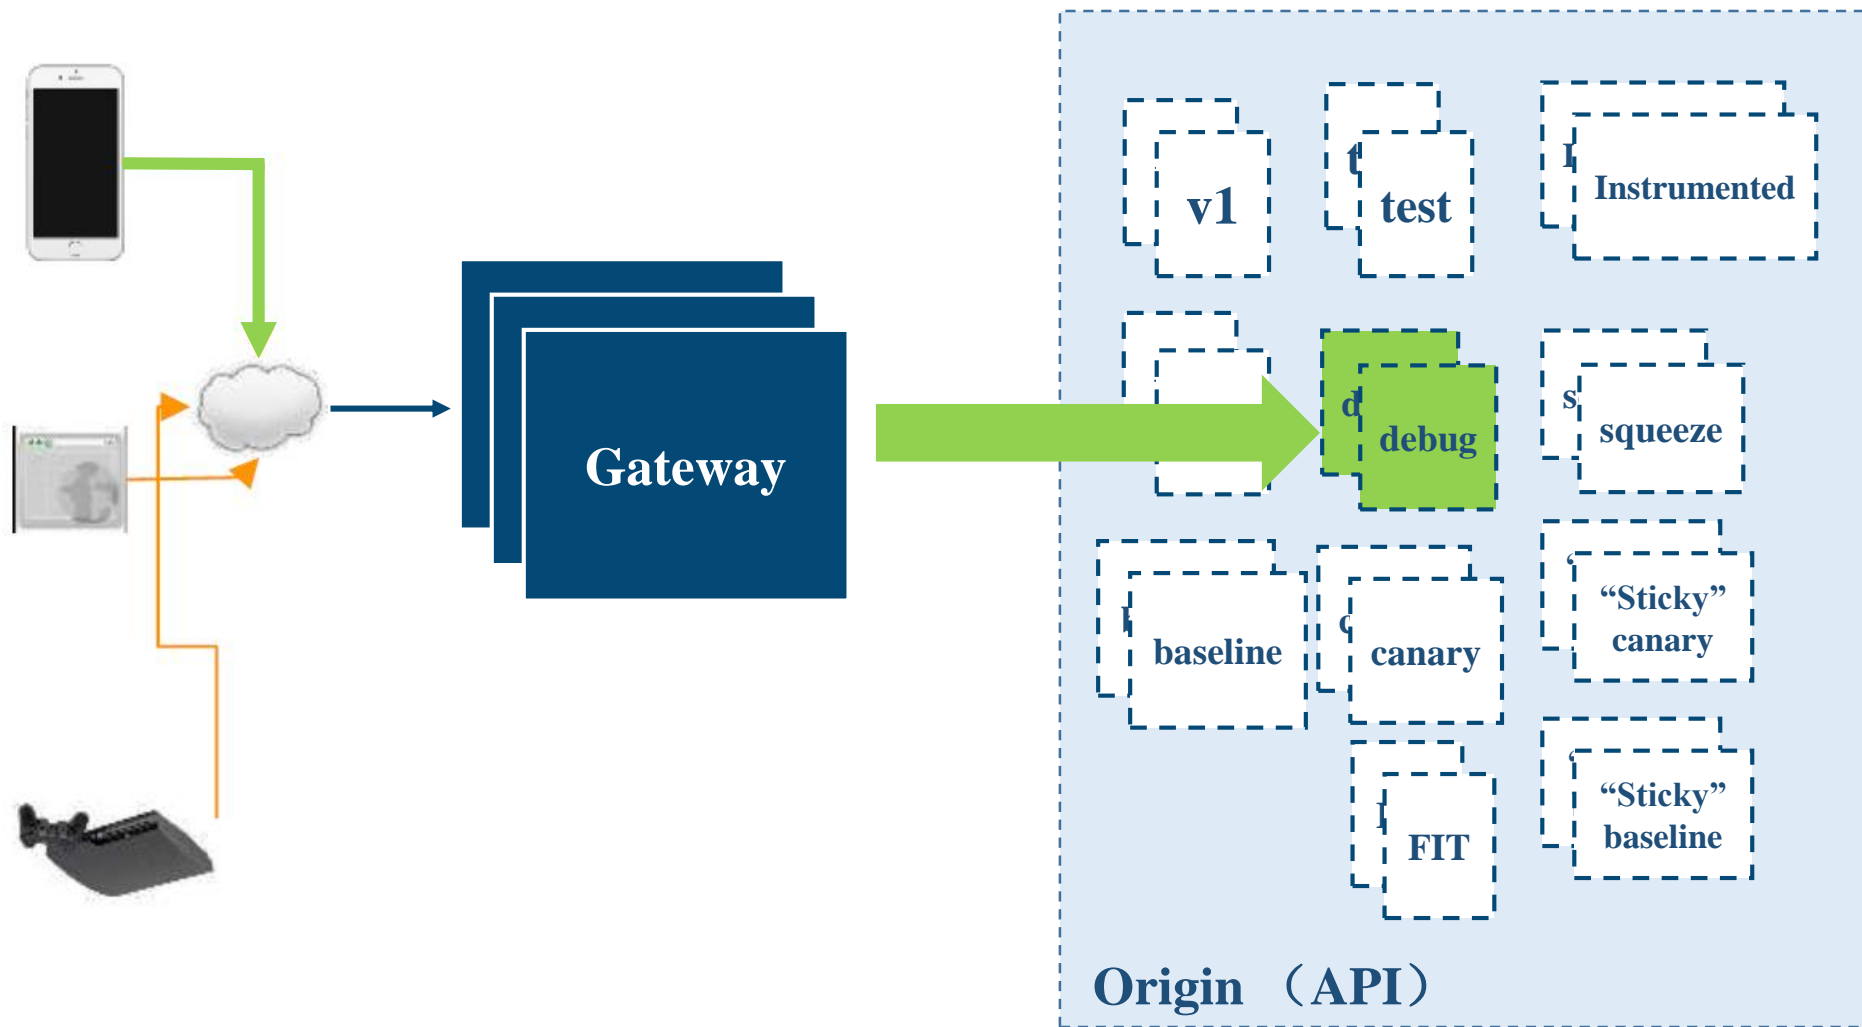 v1
test
Instrumented
Gateway
debug
squeeze
baseline
canary
“Sticky”
canary
FIT
“Sticky”
baseline
Origin （API）